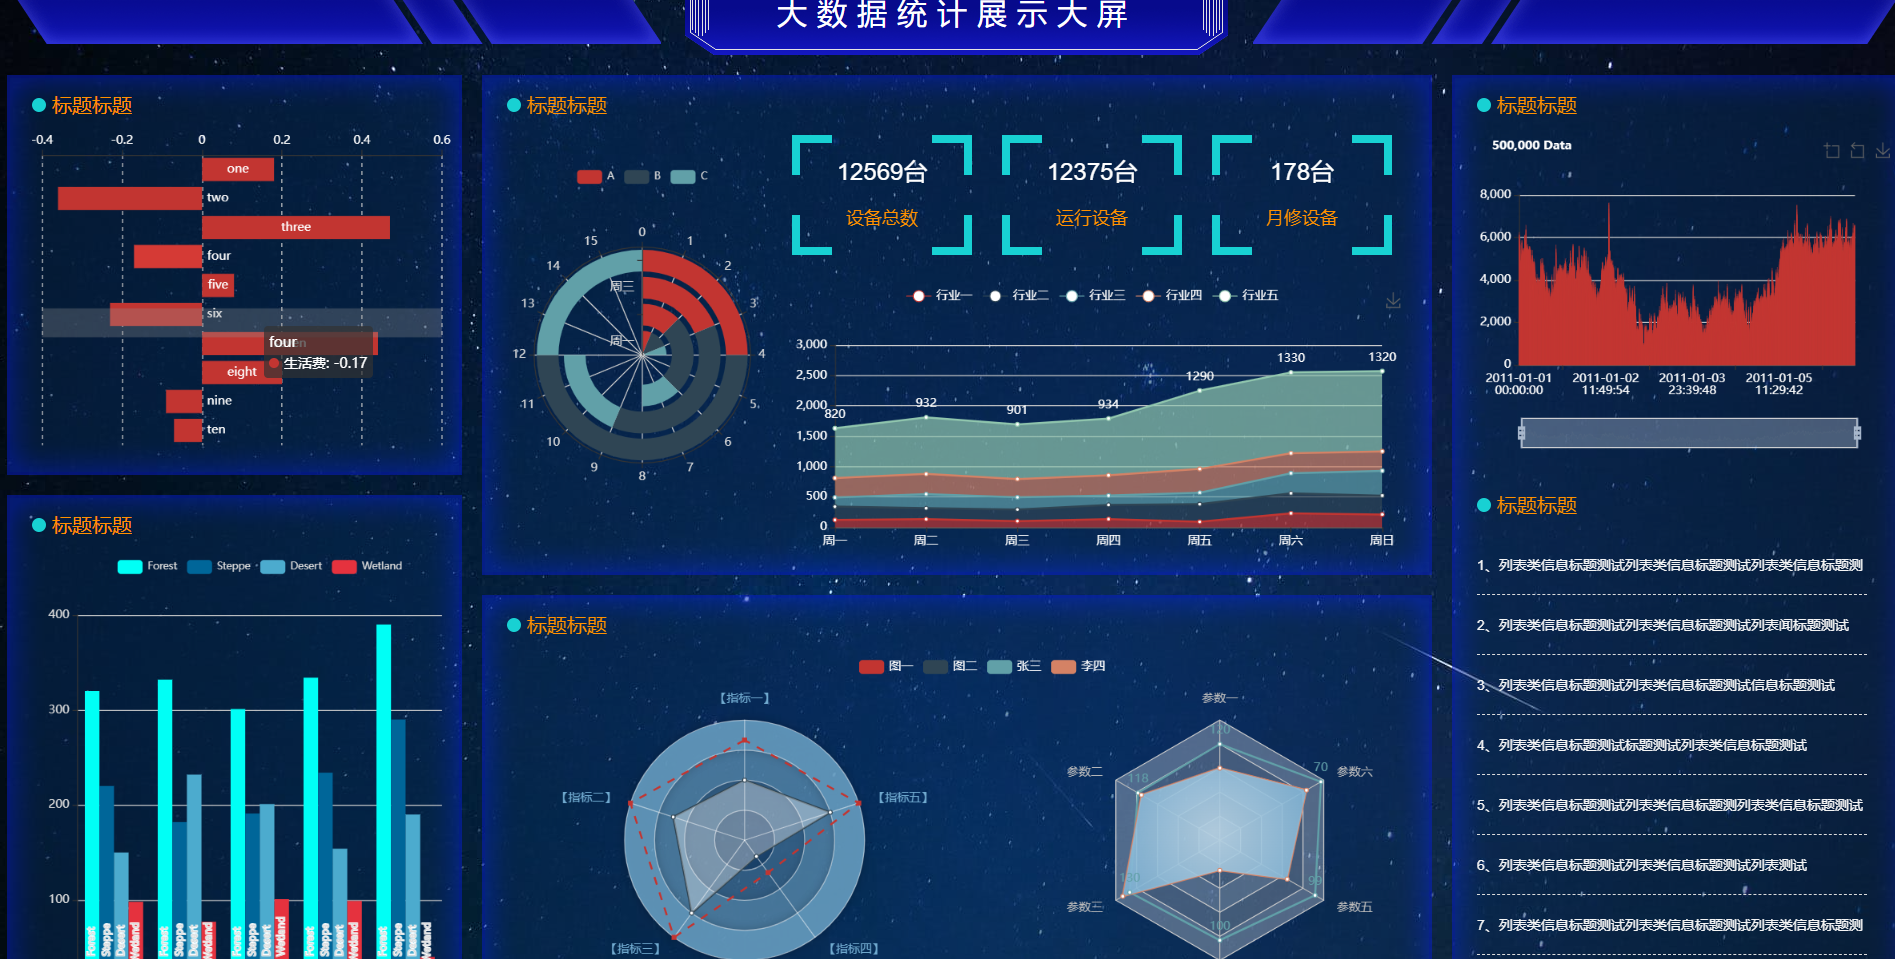 大数据统计展示大屏
标题标题
-0.4 -0.2 0 0.2 0.4 0.6
one
two
three
four
five
six
eight
nine
ten
four
生活费: -0.17
标题标题
Forest Steppe Desert Wetland
400
300
200
100
Forest Steppe Desert Wetland Forest Steppe Desert Wetland Forest Steppe Desert Wetland Forest Steppe Desert Wetland Forest Steppe Desert Wetland
标题标题
A B C
0
1
2
3
4
5
6
7
8
9
10
11
12
13
14
15
周三
周一
12569台
设备总数
12375台
运行设备
178台
月修设备
行业一 行业二 行业三 行业四 行业五
3,000
2,500
2,000
1,500
1,000
500
0
820 932 901 934 1290 1330 1320
周一 周二 周三 周四 周五 周六 周日
标题标题
图一 图二 张三 李四
【指标一】
【指标二】
【指标三】
【指标四】
【指标五】
参数一
参数二
参数三
参数五
参数六
120
118
130
100
99
70
标题标题
500,000 Data
8,000
6,000
4,000
2,000
0
2011-01-01 2011-01-02 2011-01-03 2011-01-05
00:00:00 11:49:54 23:39:48 11:29:42
标题标题
1、列表类信息标题测试列表类信息标题测试列表类信息标题测
2、列表类信息标题测试列表类信息标题测试列表闻标题测试
3、列表类信息标题测试列表类信息标题测试信息标题测试
4、列表类信息标题测试标题测试列表类信息标题测试
5、列表类信息标题测试列表类信息标题测试列表类信息标题测试
6、列表类信息标题测试列表类信息标题测试列表测试
7、列表类信息标题测试列表类信息标题测试列表类信息标题测